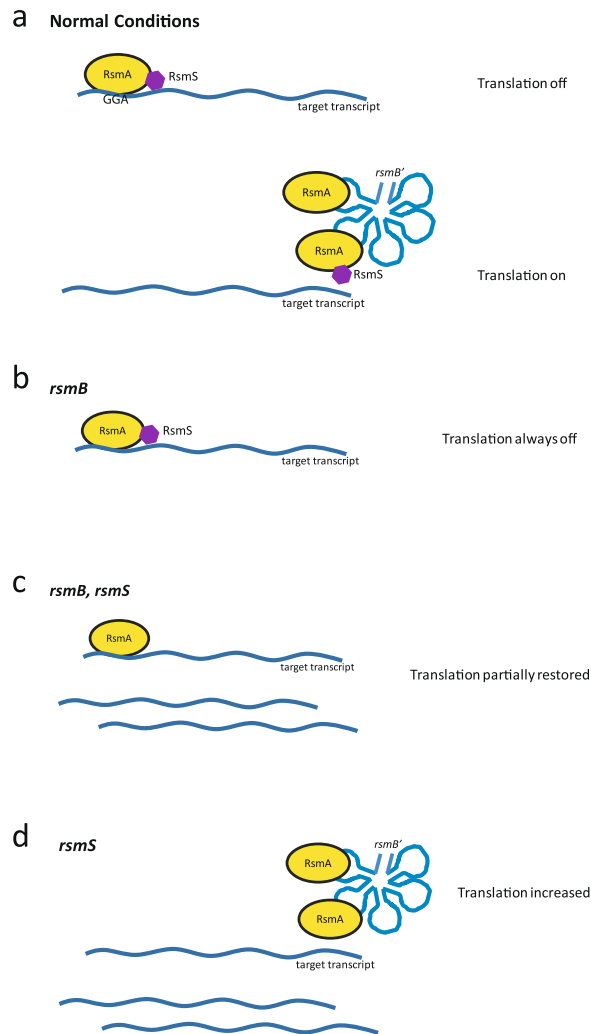 a Normal Conditions
RsmA
RsmS
GGA
target transcript
Translation off
rsmB’
RsmA
RsmA
RsmS
target transcript
Translation on
b rsmB
RsmA
RsmS
target transcript
Translation always off
c rsmB, rsmS
RsmA
target transcript
Translation partially restored
d rsmS
rsmB’
RsmA
RsmA
Translation increased
target transcript